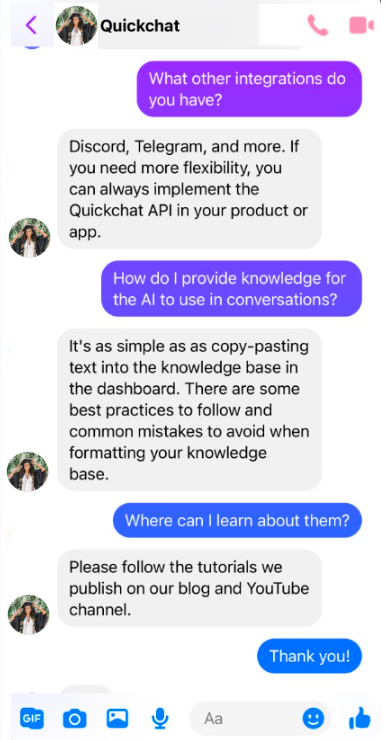 Quickchat
What other integrations do
you have?
Discord, Telegram, and more. If
you need more flexibility, you
can always implement the
Quickchat API in your product or
app.
How do I provide knowledge for
the AI to use in conversations?
It's as simple as as copy-pasting
text into the knowledge base in
the dashboard. There are some
best practices to follow and
common mistakes to avoid when
formatting your knowledge
base.
Where can I learn about them?
Please follow the tutorials we
publish on our blog and YouTube
channel.
Thank you!
GIF
Aa